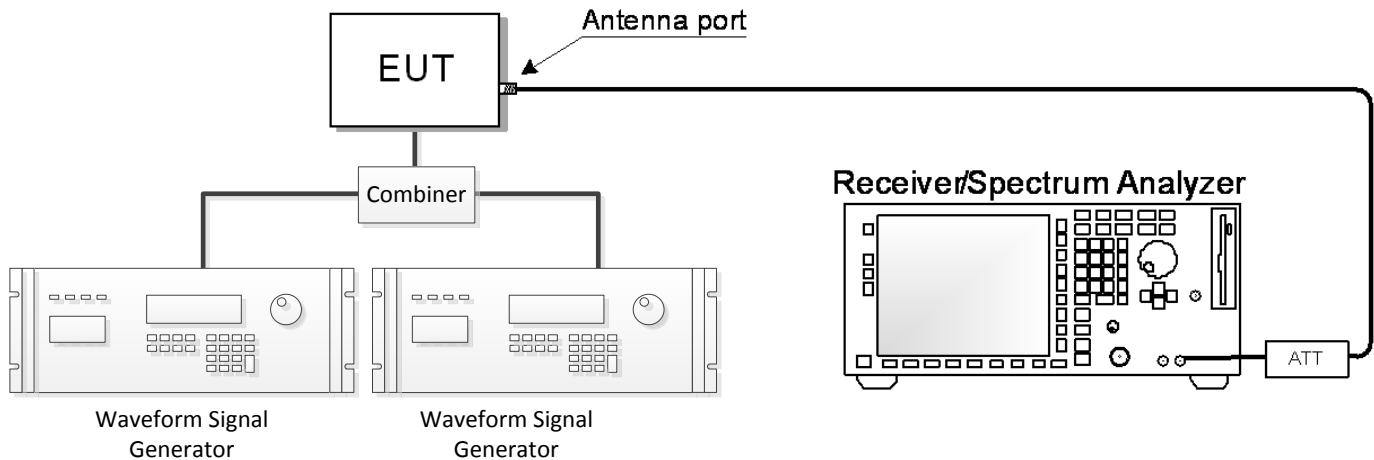 Antenna port
EUT
Combiner
Receiver/Spectrum Analyzer
ATT
Waveform Signal
Generator
Waveform Signal
Generator